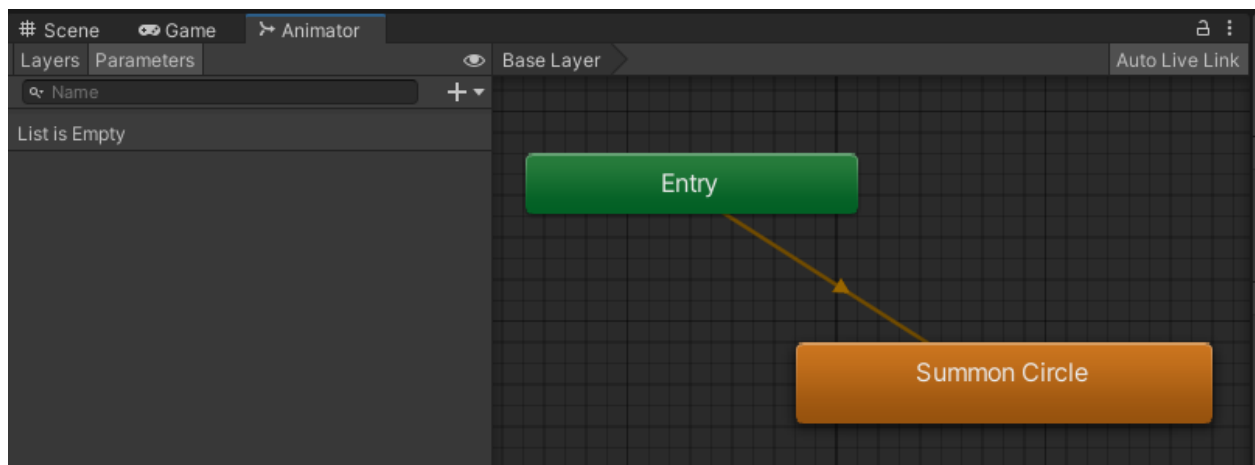 Scene Game Animator
Layers Parameters Base Layer Auto Live Link
Name
List is Empty
Entry
Summon Circle